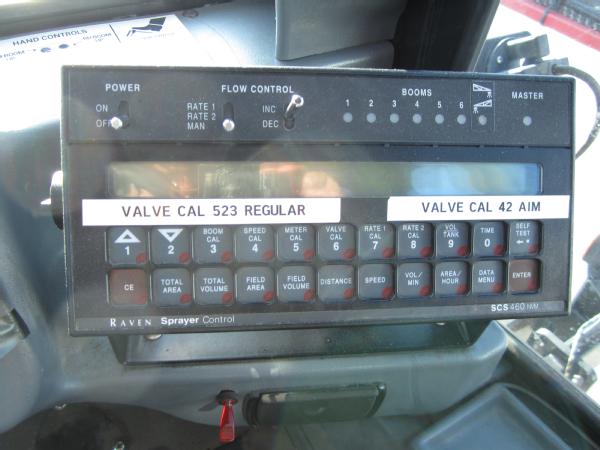 HAND CONTROLS
POWER
ON
OFF
FLOW CONTROL
RATE 1
RATE 2
MAN
INC
DEC
BOOMS
1 2 3 4 5 6
MASTER
VALVE CAL 523 REGULAR
VALVE CAL 42 AIM
1
2
BOOM CAL 3
SPEED CAL 4
METER CAL 5
VALVE CAL 6
RATE 1 CAL 7
RATE 2 CAL 8
VOL TANK 9
TIME 0
SELF TEST
CE
TOTAL AREA
TOTAL VOLUME
FIELD AREA
FIELD VOLUME
DISTANCE
SPEED
VOL/MIN
AREA/HOUR
DATA MENU
ENTER
RAVEN Sprayer Control
SCS 460 NVM